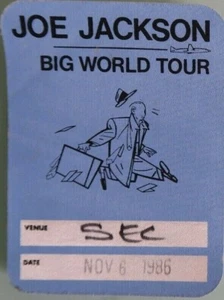 JOE JACKSON
BIG WORLD TOUR
VENUE
SEC
DATE
NOV 6 1986